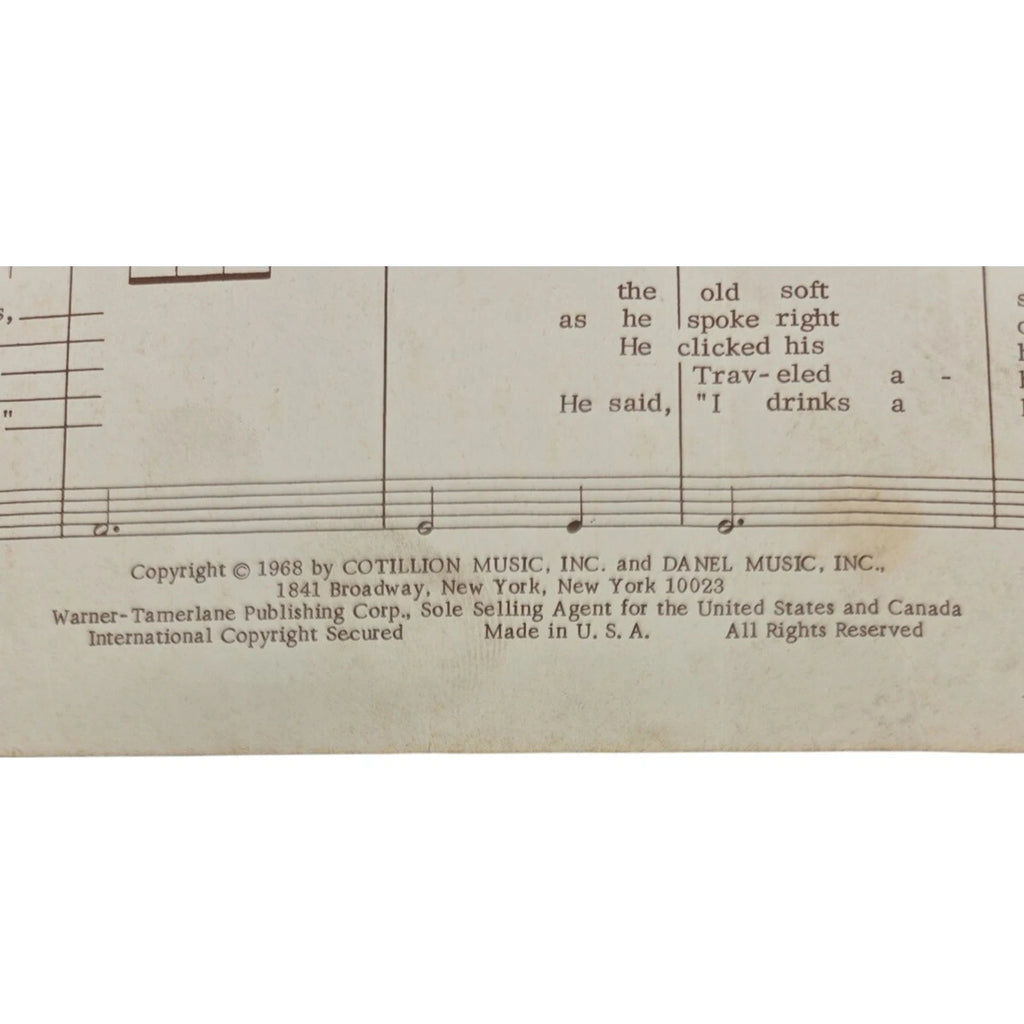 the old soft
as he spoke right
He clicked his
Trav-eled a -
" He said, "I drinks a
Copyright © 1968 by COTILLION MUSIC, INC. and DANEL MUSIC, INC.,
1841 Broadway, New York, New York 10023
Warner-Tamerlane Publishing Corp., Sole Selling Agent for the United States and Canada
International Copyright Secured Made in U. S. A. All Rights Reserved